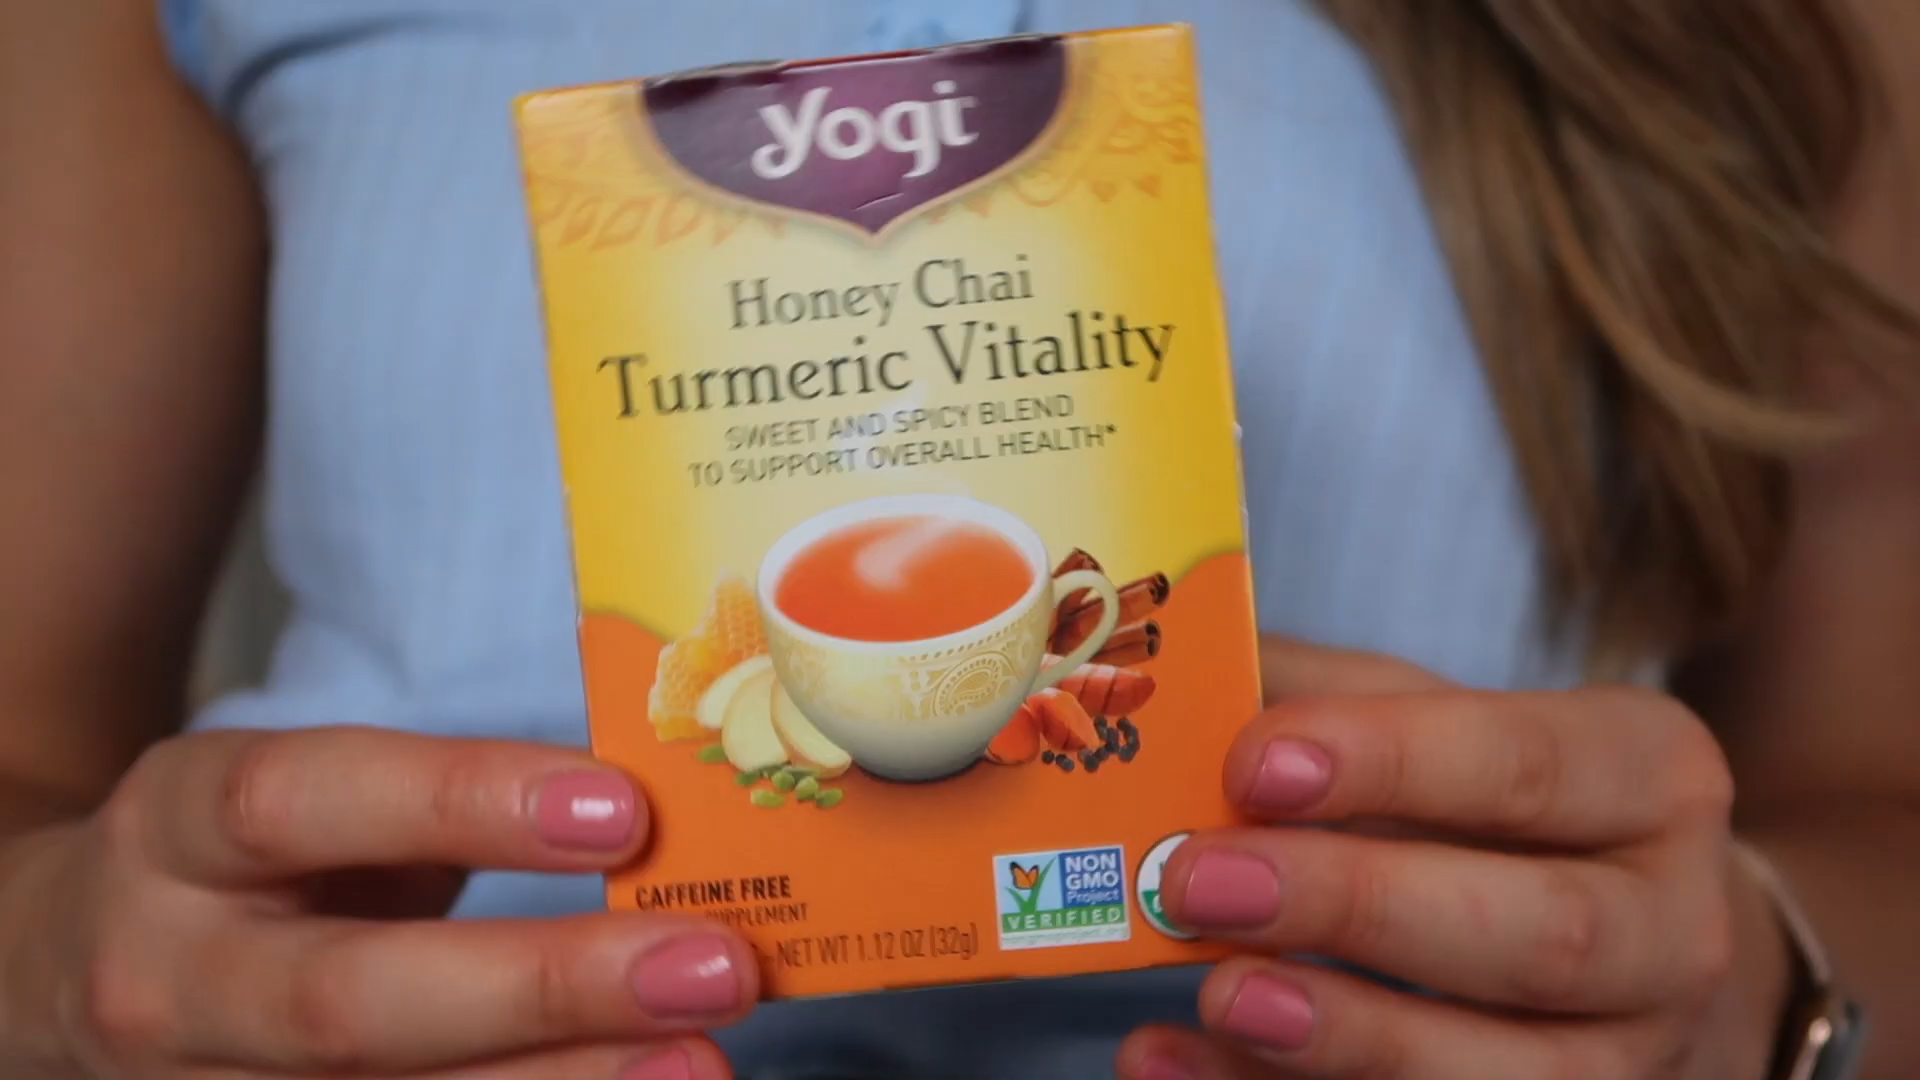 yogi
Honey Chai
Turmeric Vitality
SWEET AND SPICY BLEND
TO SUPPORT OVERALL HEALTH*
CAFFEINE FREE
SUPPLEMENT
NET WT 1.12 OZ (32g)
NON
GMO
Project
VERIFIED